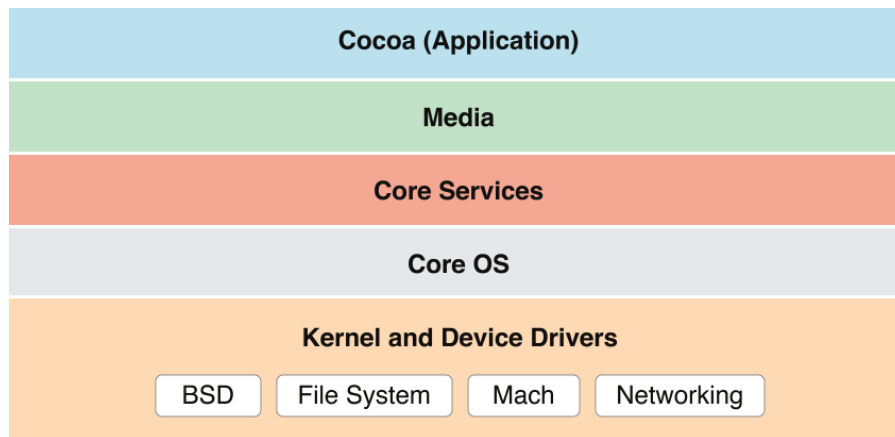 Cocoa (Application)
Media
Core Services
Core OS
Kernel and Device Drivers
BSD File System Mach Networking